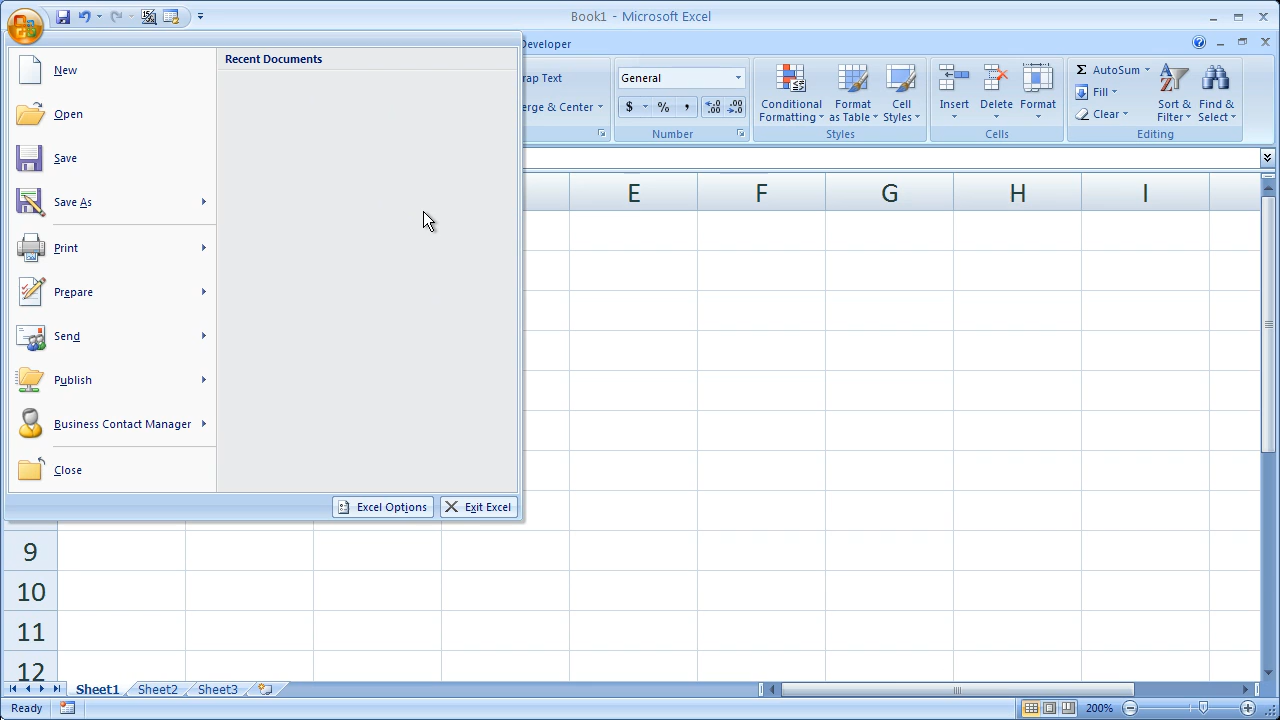 Book1 - Microsoft Excel
Developer
New
Open
Save
Save As
Print
Prepare
Send
Publish
Business Contact Manager
Close
Recent Documents
Excel Options
Exit Excel
rap Text
erge & Center
General
$ % , .00 .00
Number
Conditional Formatting
Format as Table
Cell Styles
Styles
Insert
Delete
Format
Cells
Σ AutoSum
Fill
Clear
Sort & Filter
Find & Select
Editing
E F G H I
9
10
11
12
Sheet1 Sheet2 Sheet3
Ready
200%